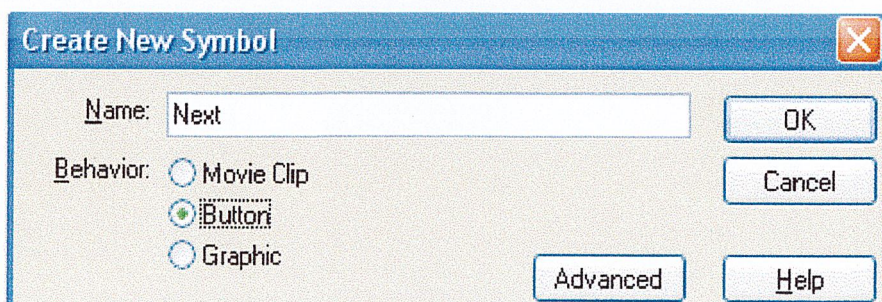 Create New Symbol
Name: Next
OK
Behavior: Movie Clip
Cancel
Button
Graphic
Advanced
Help